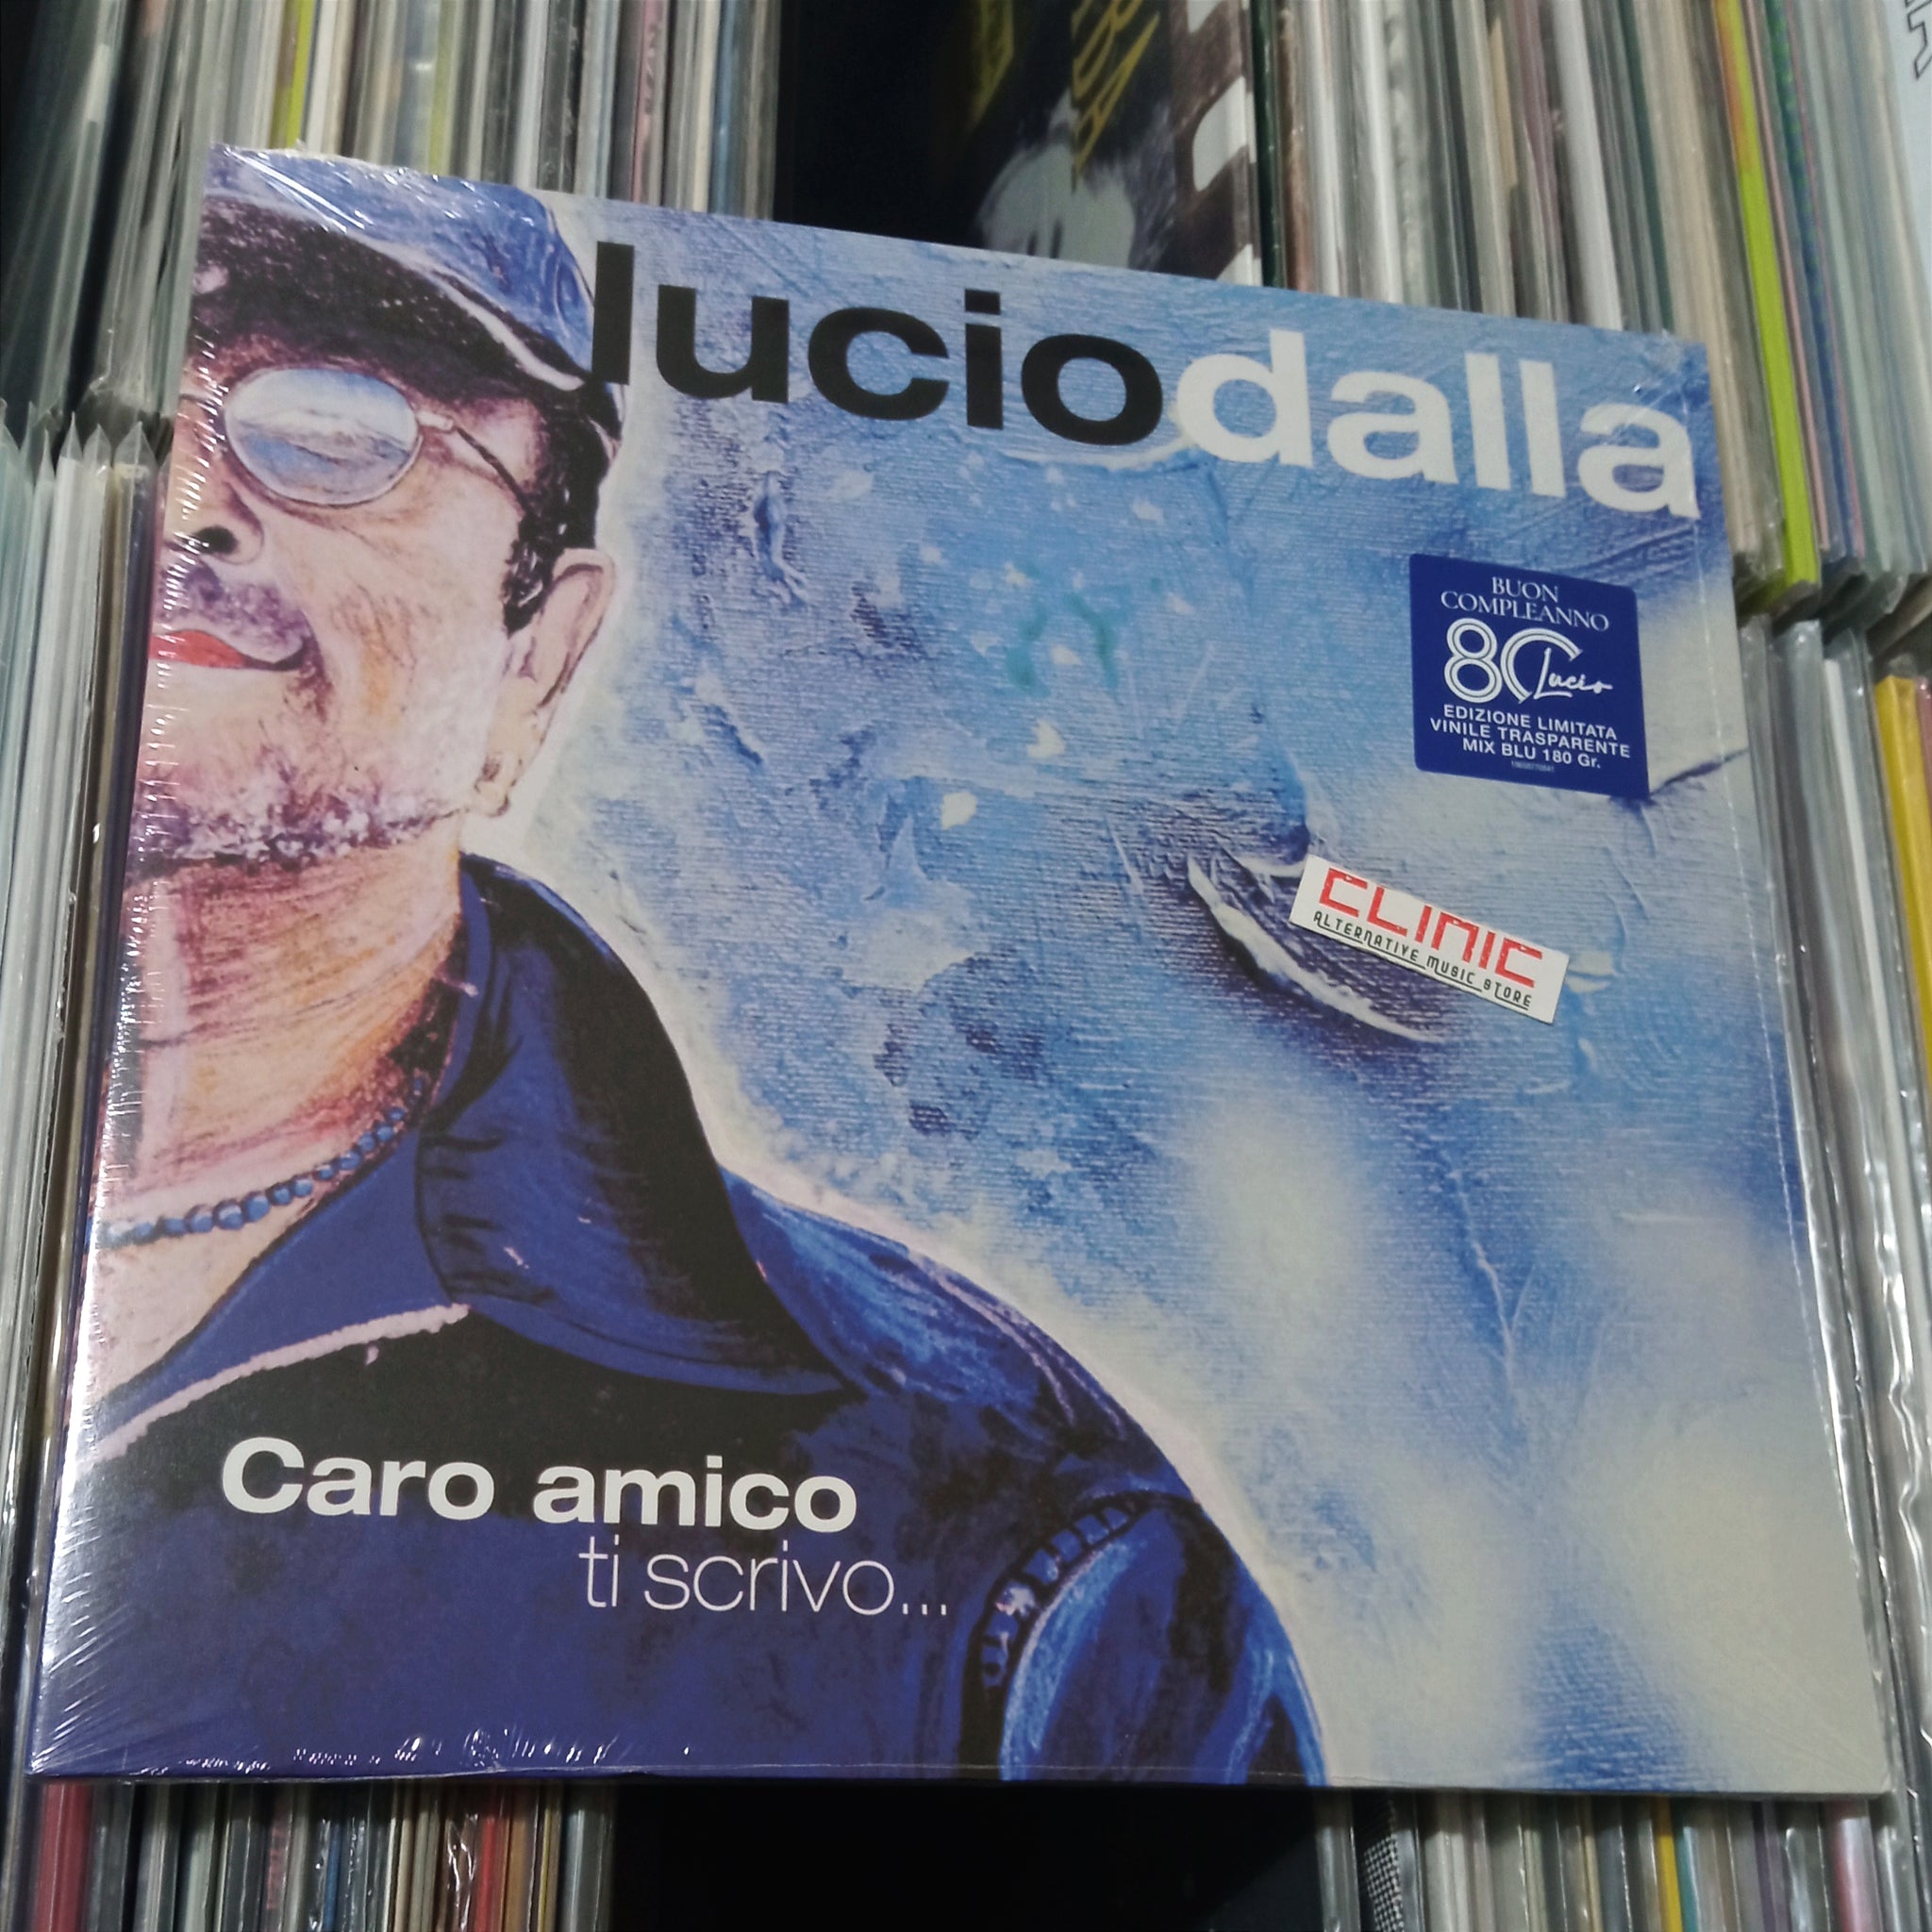 luciodalla
BUON
COMPLEANNO
80 Lucio
EDIZIONE LIMITATA
VINILE TRASPARENTE
MIX BLU 180 Gr.
CLINIC
ALTERNATIVE MUSIC STORE
Caro amico
ti scrivo...